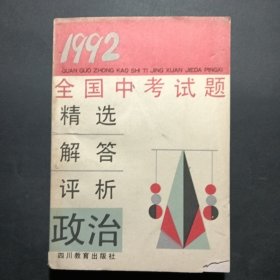 1992
QUAN GUO ZHONG KAO SHI TI JING XUAN JIEDA PINGXI
全国中考试题
精选
解答
评析
政治
四川教育出版社